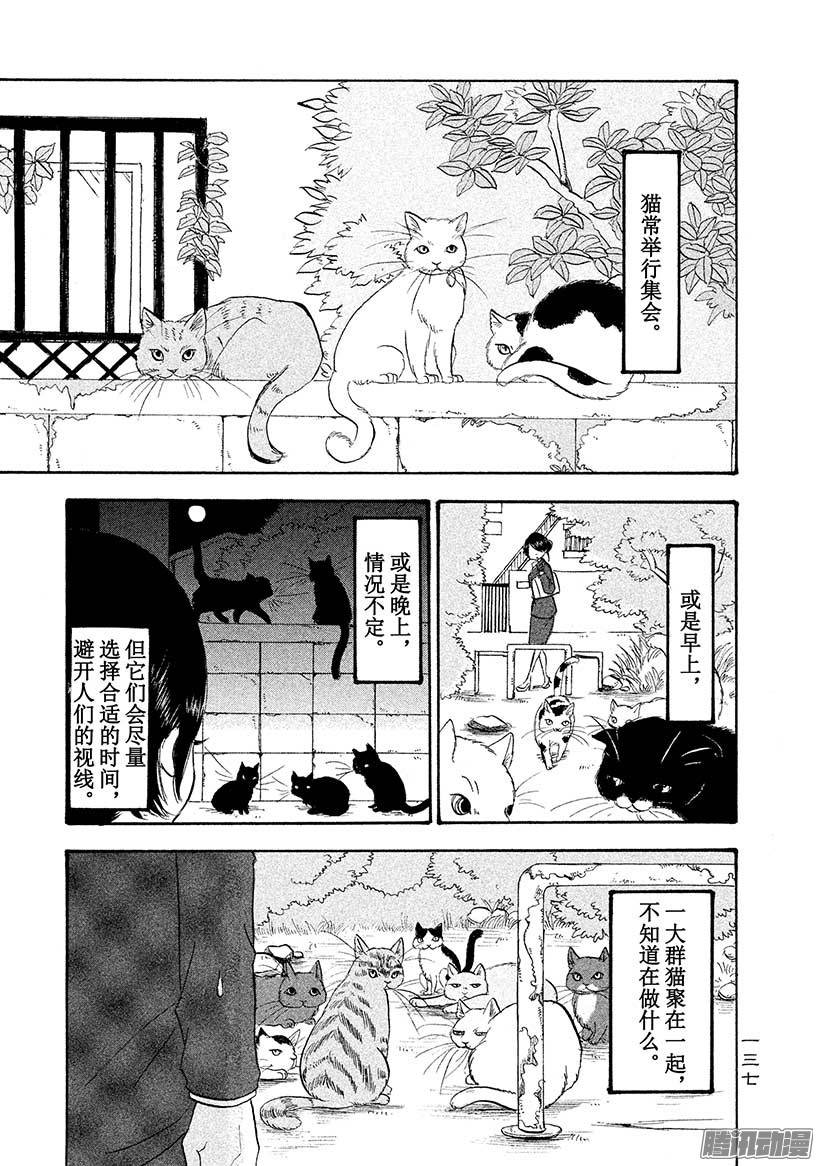 猫常举行集会。
或是早上，
或是晚上，
情况不定。
但它们会尽量
选择合适的时间，
避开人们的视线。
一大群猫聚在一起，
不知道在做什么。
一三七
腾讯动漫